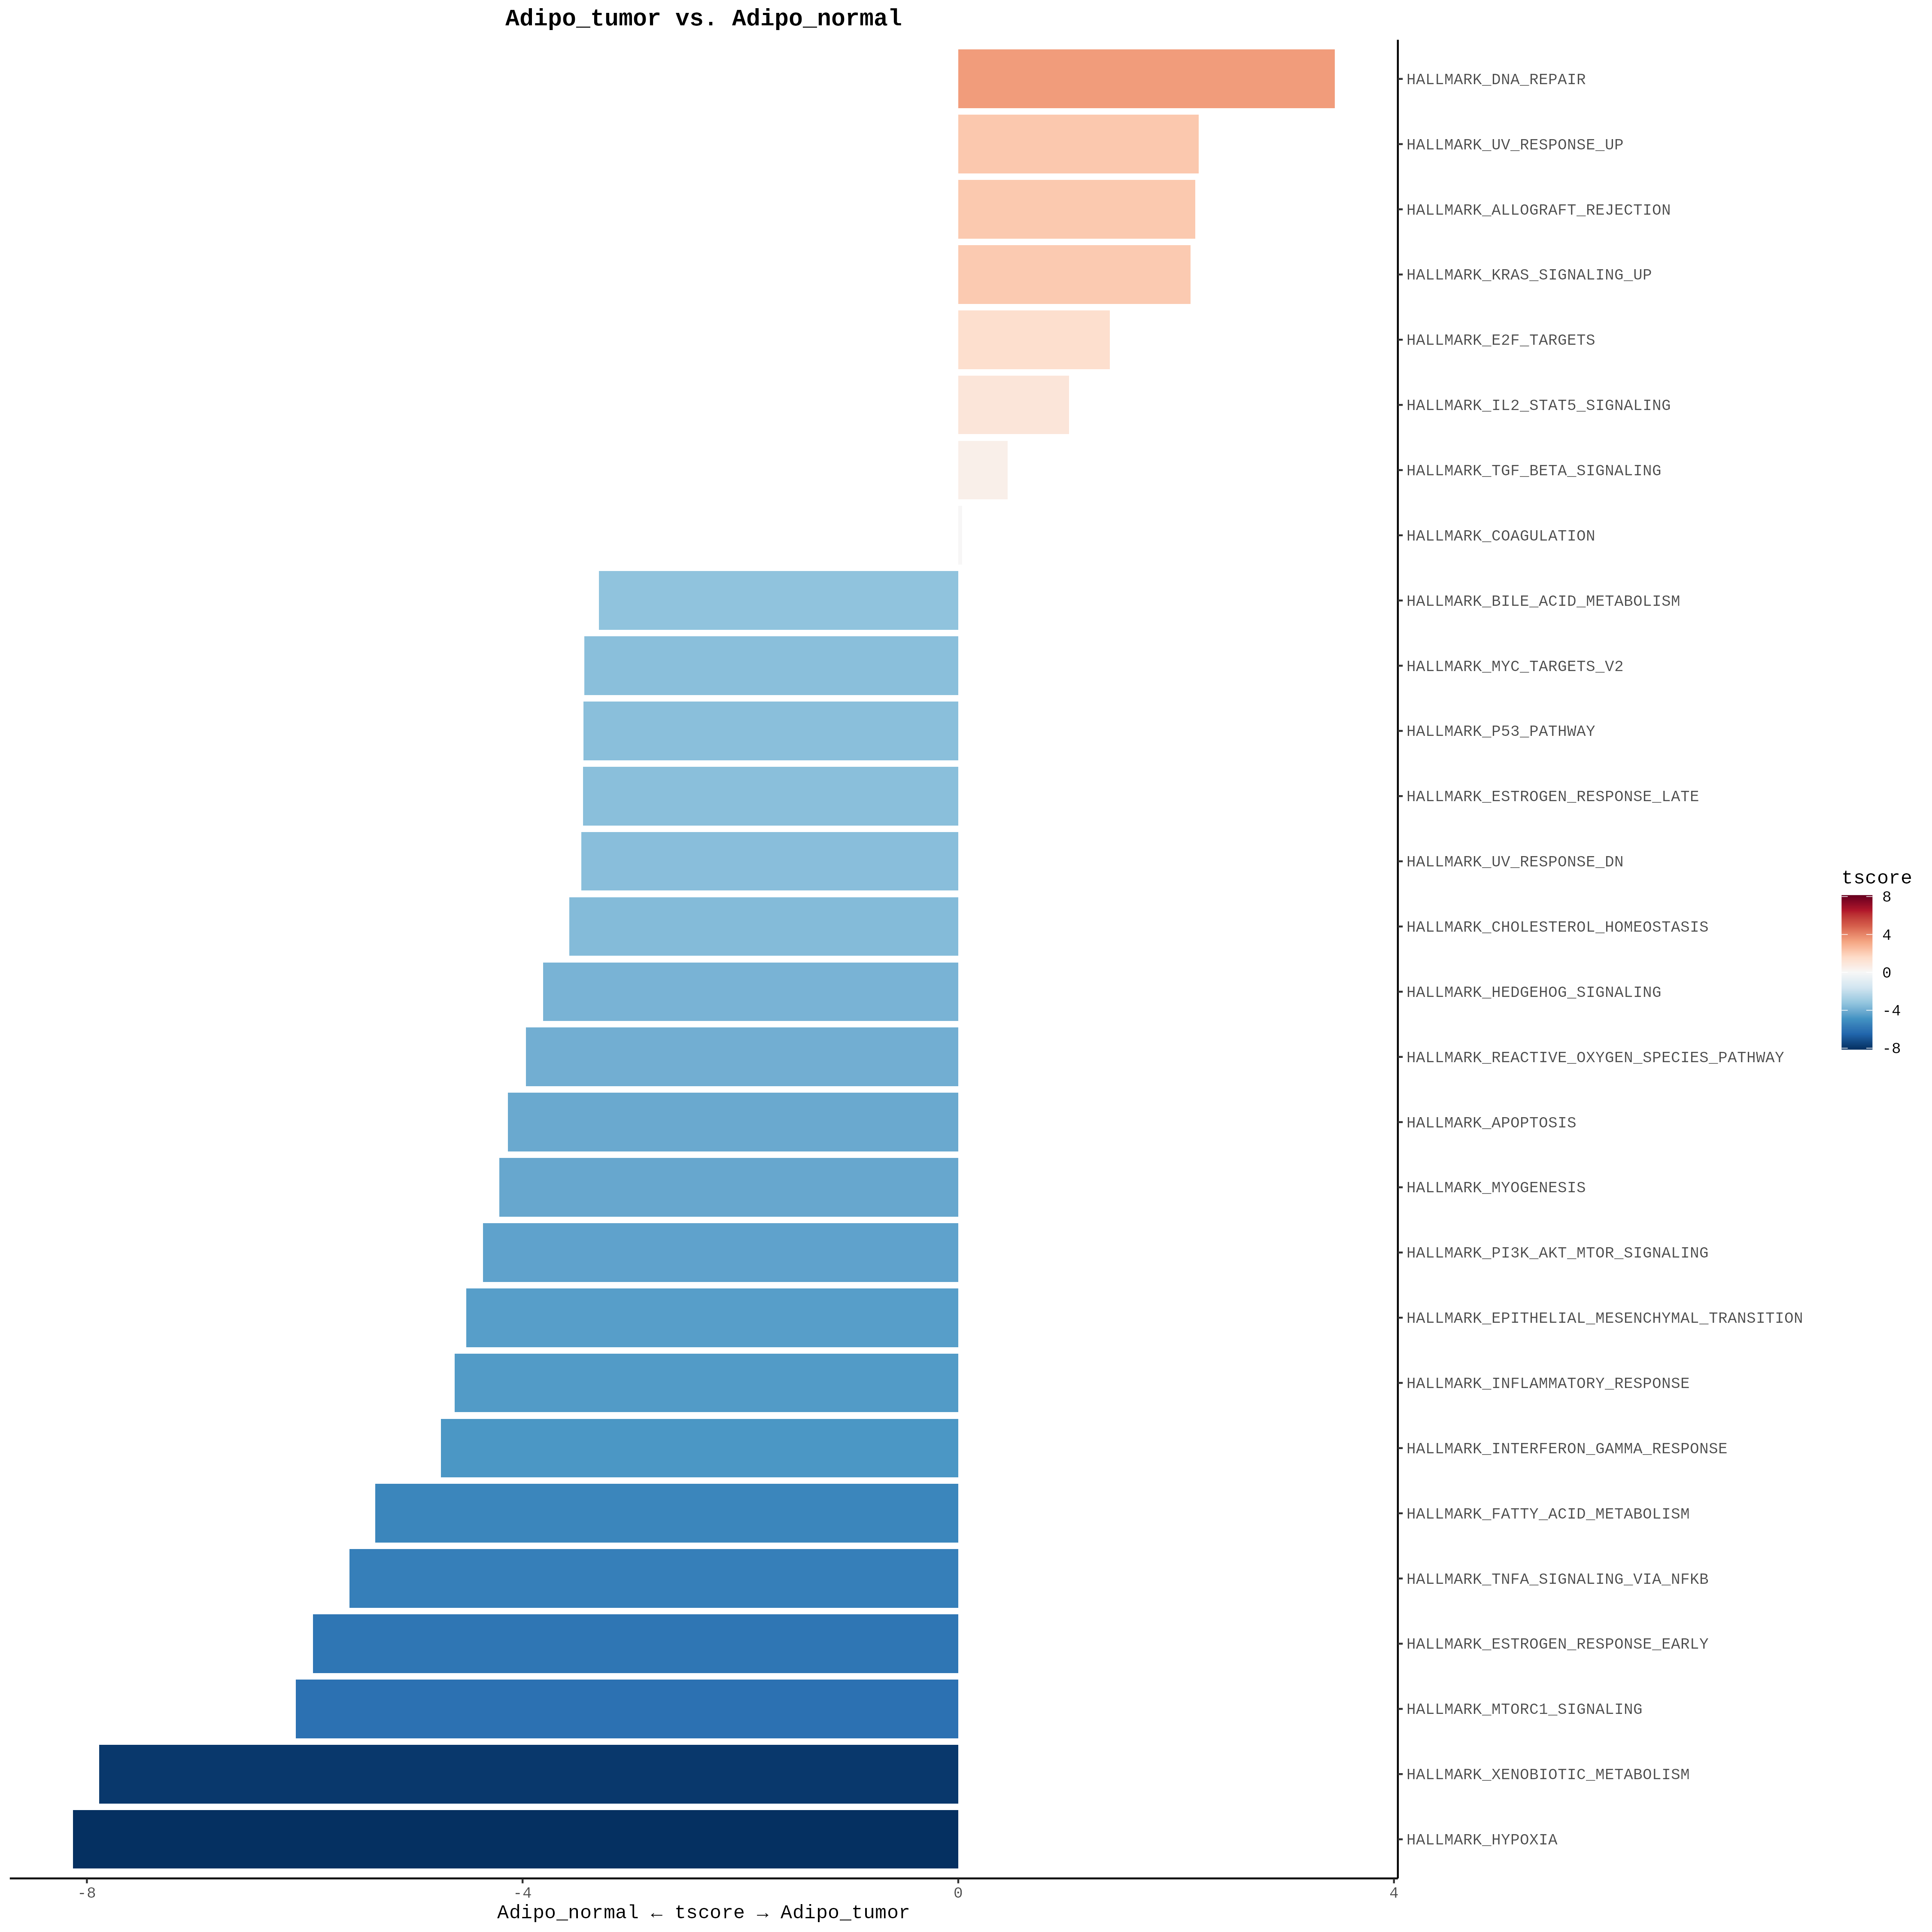 Adipo_tumor vs. Adipo_normal
HALLMARK_DNA_REPAIR
HALLMARK_UV_RESPONSE_UP
HALLMARK_ALLOGRAFT_REJECTION
HALLMARK_KRAS_SIGNALING_UP
HALLMARK_E2F_TARGETS
HALLMARK_IL2_STAT5_SIGNALING
HALLMARK_TGF_BETA_SIGNALING
HALLMARK_COAGULATION
HALLMARK_BILE_ACID_METABOLISM
HALLMARK_MYC_TARGETS_V2
HALLMARK_P53_PATHWAY
HALLMARK_ESTROGEN_RESPONSE_LATE
HALLMARK_UV_RESPONSE_DN
HALLMARK_CHOLESTEROL_HOMEOSTASIS
HALLMARK_HEDGEHOG_SIGNALING
HALLMARK_REACTIVE_OXYGEN_SPECIES_PATHWAY
HALLMARK_APOPTOSIS
HALLMARK_MYOGENESIS
HALLMARK_PI3K_AKT_MTOR_SIGNALING
HALLMARK_EPITHELIAL_MESENCHYMAL_TRANSITION
HALLMARK_INFLAMMATORY_RESPONSE
HALLMARK_INTERFERON_GAMMA_RESPONSE
HALLMARK_FATTY_ACID_METABOLISM
HALLMARK_TNFA_SIGNALING_VIA_NFKB
HALLMARK_ESTROGEN_RESPONSE_EARLY
HALLMARK_MTORC1_SIGNALING
HALLMARK_XENOBIOTIC_METABOLISM
HALLMARK_HYPOXIA
-8 -4 0 4
Adipo_normal ← tscore → Adipo_tumor
tscore
8
4
0
-4
-8